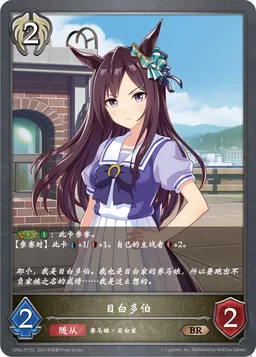 2
：此卡参赛。
【参赛时】此卡+1/+1。自己的主战者+2。
那个，我是目白多伯。我也是目白家的赛马娘，所以要跑出不
负家族之名的成绩……我是这么想的。
目白多伯
2
随从
赛马娘·目白家
BR
2